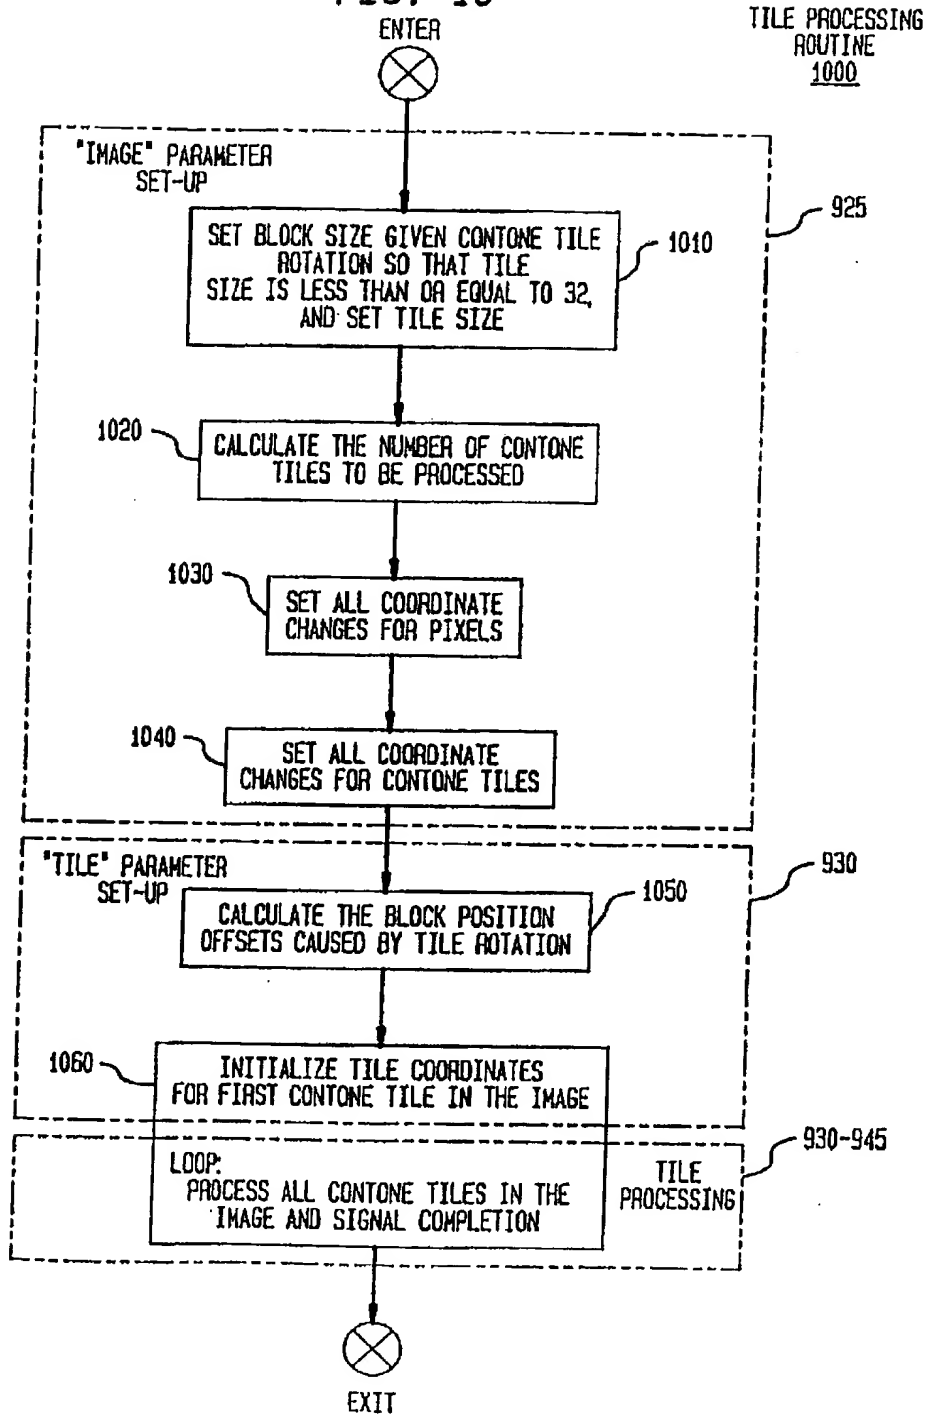 FIG. 10
TILE PROCESSING
ROUTINE
1000
ENTER
"IMAGE" PARAMETER
SET-UP
925
SET BLOCK SIZE GIVEN CONTONE TILE
ROTATION SO THAT TILE
SIZE IS LESS THAN OR EQUAL TO 32,
AND SET TILE SIZE
1010
1020
CALCULATE THE NUMBER OF CONTONE
TILES TO BE PROCESSED
1030
SET ALL COORDINATE
CHANGES FOR PIXELS
1040
SET ALL COORDINATE
CHANGES FOR CONTONE TILES
"TILE" PARAMETER
SET-UP
930
1050
CALCULATE THE BLOCK POSITION
OFFSETS CAUSED BY TILE ROTATION
1060
INITIALIZE TILE COORDINATES
FOR FIRST CONTONE TILE IN THE IMAGE
930-945
LOOP:
PROCESS ALL CONTONE TILES IN THE
IMAGE AND SIGNAL COMPLETION
TILE
PROCESSING
EXIT